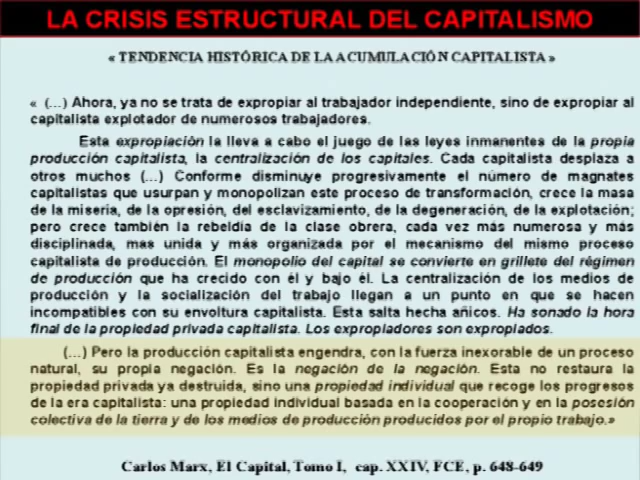 LA CRISIS ESTRUCTURAL DEL CAPITALISMO
« TENDENCIA HISTÓRICA DE LA ACUMULACIÓN CAPITALISTA »
« (...) Ahora, ya no se trata de expropiar al trabajador independiente, sino de expropiar al
capitalista explotador de numerosos trabajadores.
Esta expropiación la lleva a cabo el juego de las leyes inmanentes de la propia
producción capitalista, la centralización de los capitales. Cada capitalista desplaza a
otros muchos (...) Conforme disminuye progresivamente el número de magnates
capitalistas que usurpan y monopolizan este proceso de transformación, crece la masa
de la miseria, de la opresión, del esclavizamiento, de la degeneración, de la explotación;
pero crece también la rebeldía de la clase obrera, cada vez más numerosa y más
disciplinada, mas unida y más organizada por el mecanismo del mismo proceso
capitalista de producción. El monopolio del capital se convierte en grillete del régimen
de producción que ha crecido con él y bajo él. La centralización de los medios de
producción y la socialización del trabajo llegan a un punto en que se hacen
incompatibles con su envoltura capitalista. Esta salta hecha añicos. Ha sonado la hora
final de la propiedad privada capitalista. Los expropiadores son expropiados.
(...) Pero la producción capitalista engendra, con la fuerza inexorable de un proceso
natural, su propia negación. Es la negación de la negación. Esta no restaura la
propiedad privada ya destruida, sino una propiedad individual que recoge los progresos
de la era capitalista: una propiedad individual basada en la cooperación y en la posesión
colectiva de la tierra y de los medios de producción producidos por el propio trabajo.»
Carlos Marx, El Capital, Tomo I, cap. XXIV, FCE, p. 648-649